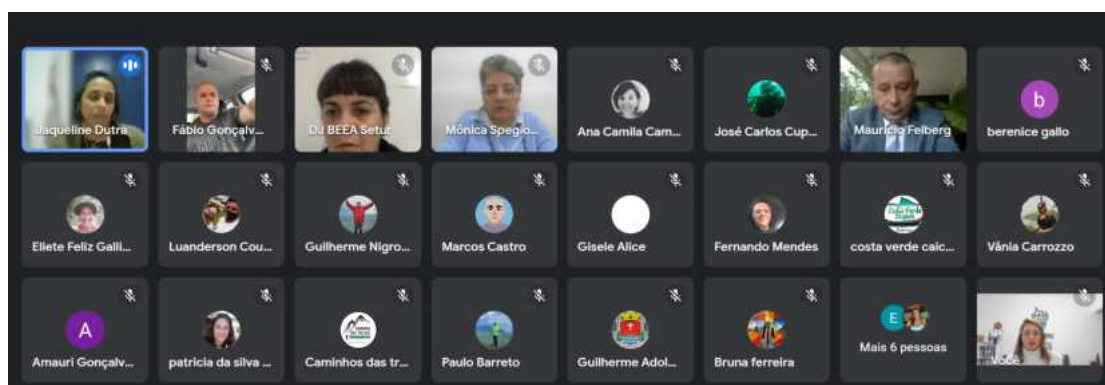 Jaqueline Dutra
Fábio Gonçalv...
DJ BEEA Setur
Mônica Spegio...
Ana Camila Cam...
José Carlos Cup...
Maurício Felberg
b
berenice gallo
Eliete Feliz Galli...
Luanderson Cou...
Guilherme Nigro...
Marcos Castro
Gisele Alice
Fernando Mendes
costa verde caic...
Vânia Carrozzo
A
Amauri Gonçalv...
patricia da silva ...
Caminhos das tr...
Paulo Barreto
Guilherme Adol...
Bruna ferreira
E
Mais 6 pessoas
Você